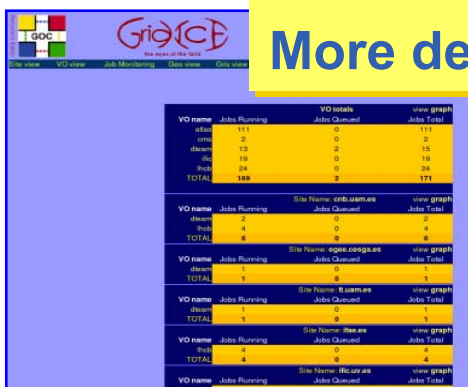 GOC
GridICE
the eyes of the Grid
More de
Site view VO view Job Monitoring Geo view Gris view
VO totals view graph
VO name Jobs Running Jobs Queued Jobs Total
atlas 111 0 111
cms 2 0 2
dteam 13 2 15
ific 19 0 19
lhcb 24 0 24
TOTAL 169 2 171
Site Name: cnb.uam.es view graph
VO name Jobs Running Jobs Queued Jobs Total
dteam 2 0 2
lhcb 4 0 4
TOTAL 6 0 6
Site Name: egee.cesga.es view graph
VO name Jobs Running Jobs Queued Jobs Total
dteam 1 0 1
TOTAL 1 0 1
Site Name: ft.uam.es view graph
VO name Jobs Running Jobs Queued Jobs Total
dteam 1 0 1
TOTAL 1 0 1
Site Name: ifae.es view graph
VO name Jobs Running Jobs Queued Jobs Total
lhcb 4 0 4
TOTAL 4 0 4
Site Name: ific.uv.es view graph
VO name Jobs Running Jobs Queued Jobs Total